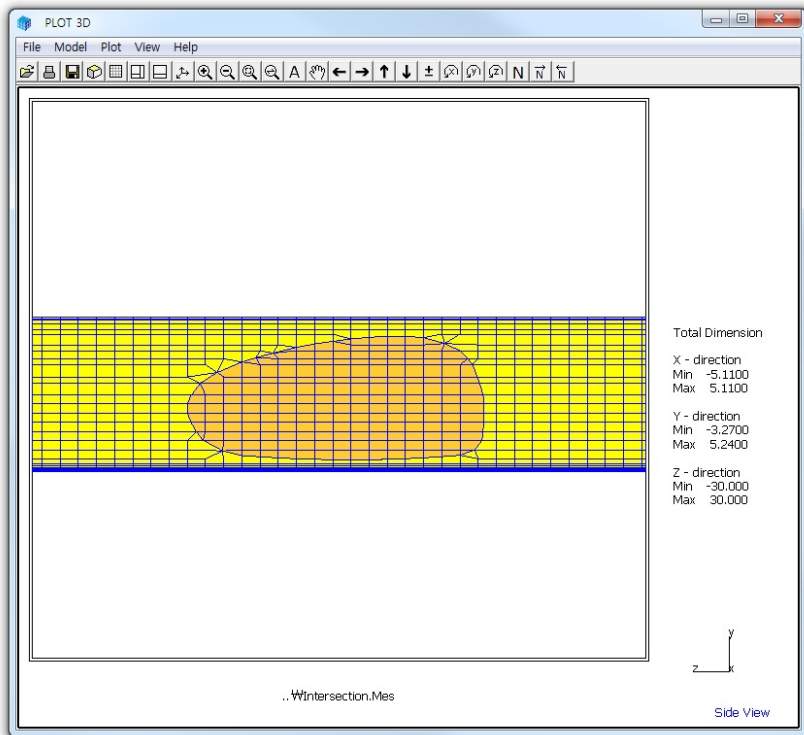 PLOT 3D
File Model Plot View Help
A N N N
Total Dimension
X - direction
Min -5.1100
Max 5.1100
Y - direction
Min -3.2700
Max 5.2400
Z - direction
Min -30.000
Max 30.000
y
z x
..₩Intersection.Mes
Side View